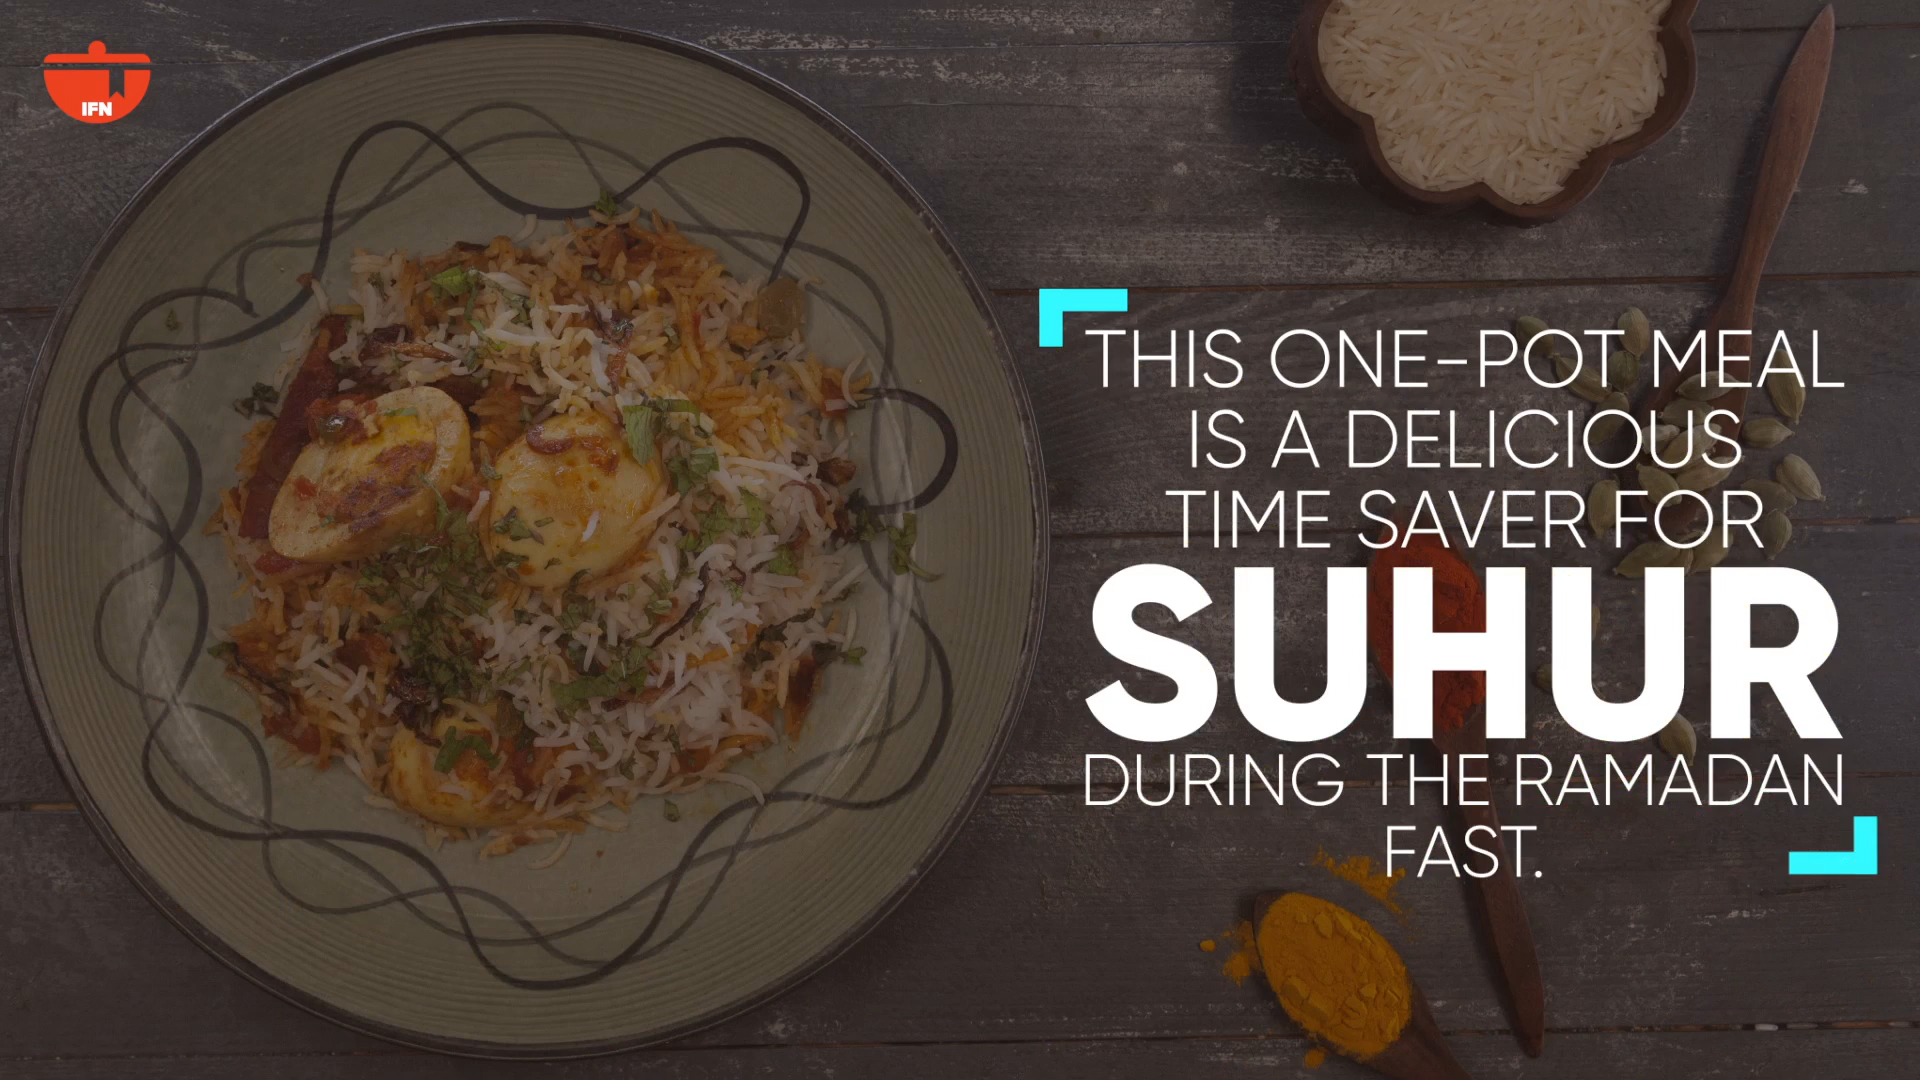 IFN
THIS ONE-POT MEAL
IS A DELICIOUS
TIME SAVER FOR
SUHUR
DURING THE RAMADAN
FAST.